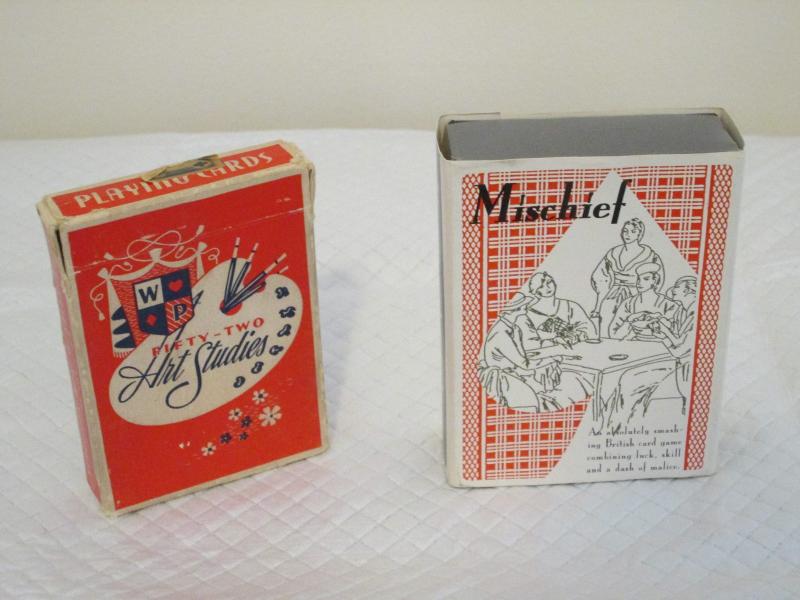 PLAYING CARDS
W
P
FIFTY-TWO
Art Studies
Mischief
An absolutely smash-
ing British card game
combining luck, skill
and a dash of malice.